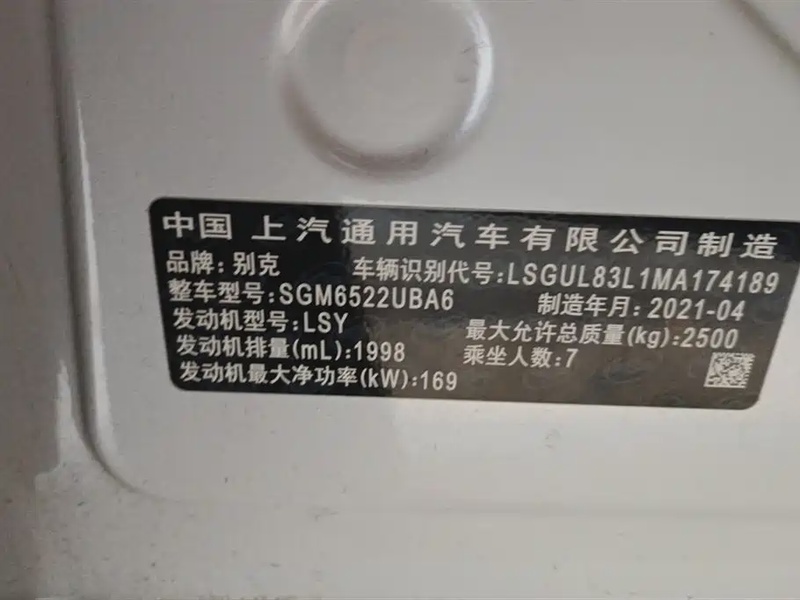 中国 上汽通用汽车有限公司制造
品牌:别克 车辆识别代号:LSGUL83L1MA174189
整车型号:SGM6522UBA6 制造年月:2021-04
发动机型号:LSY 最大允许总质量(kg):2500
发动机排量(mL):1998 乘坐人数:7
发动机最大净功率(kW):169